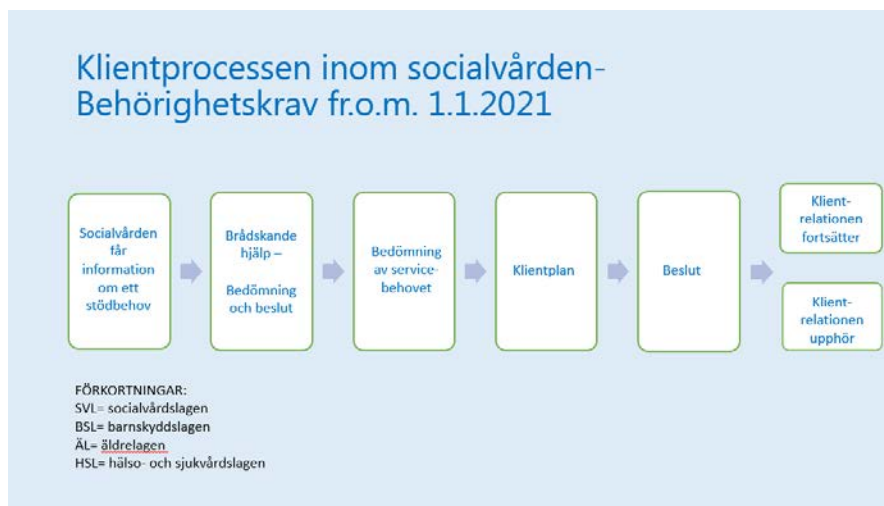 Klientprocessen inom socialvården-
Behörighetskrav fr.o.m. 1.1.2021
Socialvården
får
information
om ett
stödbehov
Brådskande
hjälp –
Bedömning
och beslut
Bedömning
av service-
behovet
Klientplan
Beslut
Klient-
relationen
fortsätter
Klient-
relationen
upphör
FÖRKORTNINGAR:
SVL= socialvårdslagen
BSL= barnskyddslagen
ÄL= äldrelagen
HSL= hälso- och sjukvårdslagen